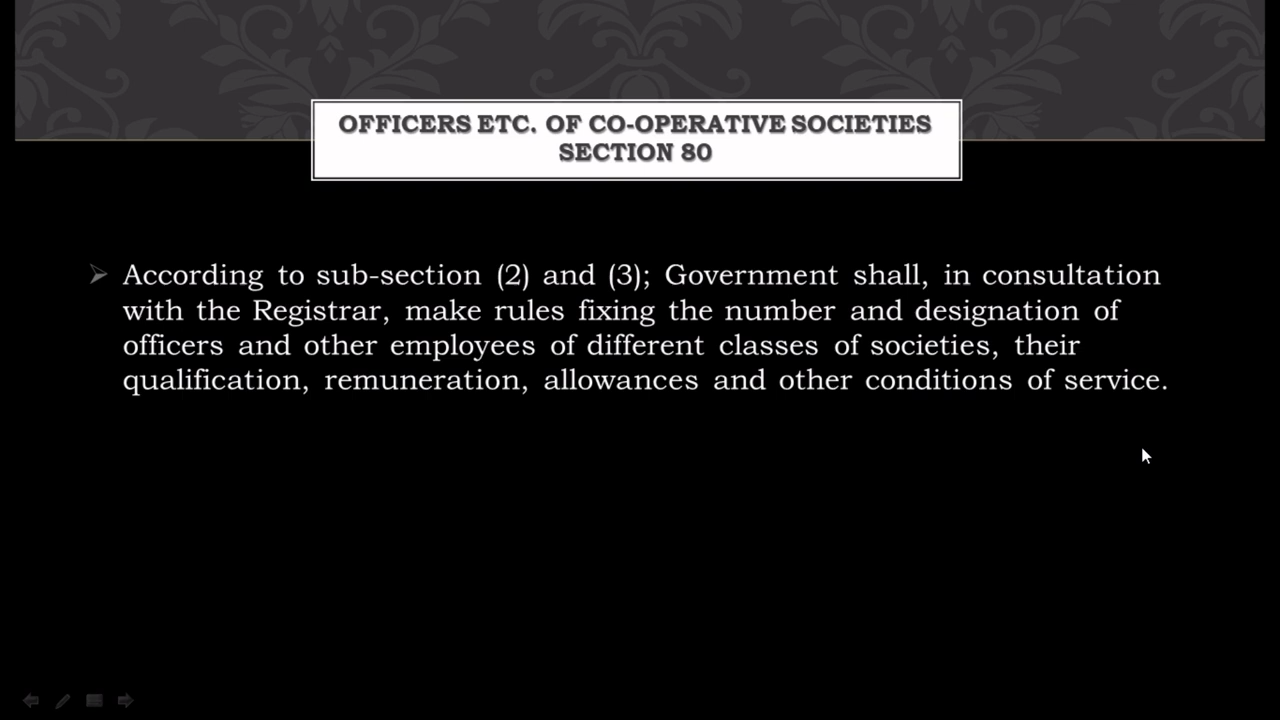 OFFICERS ETC. OF CO-OPERATIVE SOCIETIES
SECTION 80
According to sub-section (2) and (3); Government shall, in consultation
with the Registrar, make rules fixing the number and designation of
officers and other employees of different classes of societies, their
qualification, remuneration, allowances and other conditions of service.